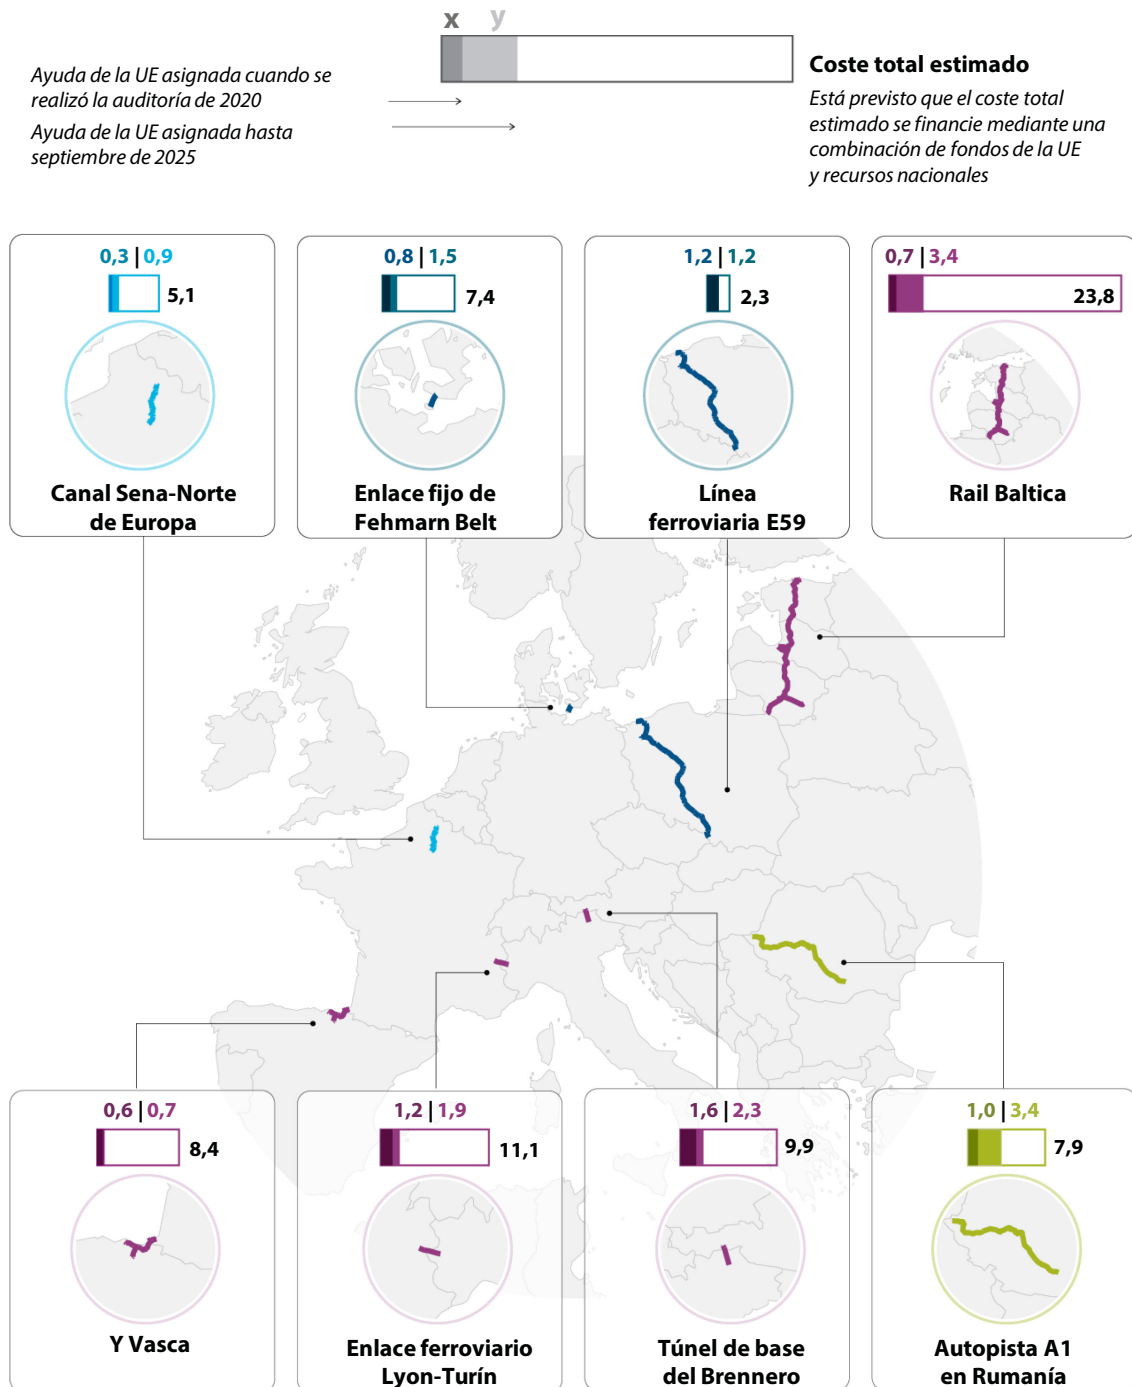 x y
Ayuda de la UE asignada cuando se
realizó la auditoría de 2020
Ayuda de la UE asignada hasta
septiembre de 2025
Coste total estimado
Está previsto que el coste total
estimado se financie mediante una
combinación de fondos de la UE
y recursos nacionales
0,3 | 0,9
5,1
Canal Sena-Norte
de Europa
0,8 | 1,5
7,4
Enlace fijo de
Fehmarn Belt
1,2 | 1,2
2,3
Línea
ferroviaria E59
0,7 | 3,4
23,8
Rail Baltica
0,6 | 0,7
8,4
Y Vasca
1,2 | 1,9
11,1
Enlace ferroviario
Lyon-Turín
1,6 | 2,3
9,9
Túnel de base
del Brennero
1,0 | 3,4
7,9
Autopista A1
en Rumanía